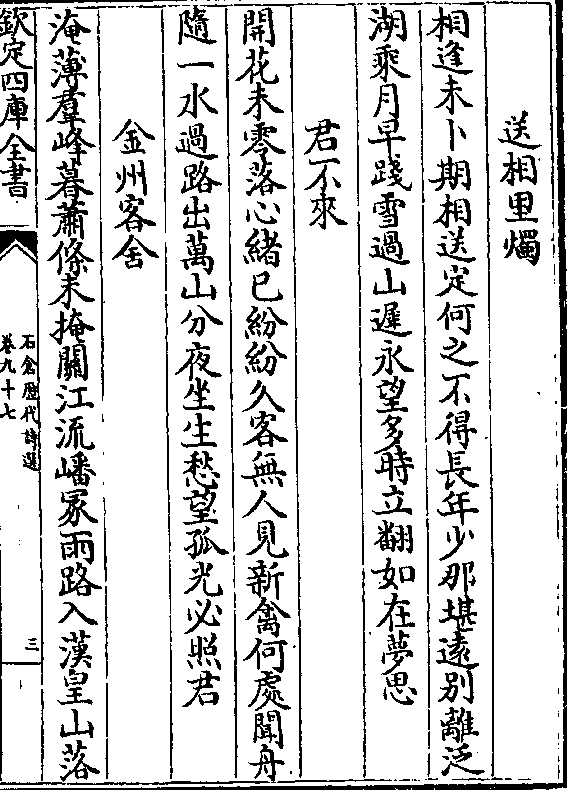 送相里燭
相逢未卜期相送定何之不得長年少那堪遠別離泛
湖乘月早踐雪過山遲永望多時立翻如在夢思
君不來
開花未零落心緒已紛紛久客無人見新禽何處聞舟
隨一水過路出萬山分夜坐生愁望孤光必照君
金州客舍
淹薄羣峰暮蕭條未掩關江流嶓冢雨路入漢皇山落
欽定四庫全書
石倉歷代詩選
卷九十七
三